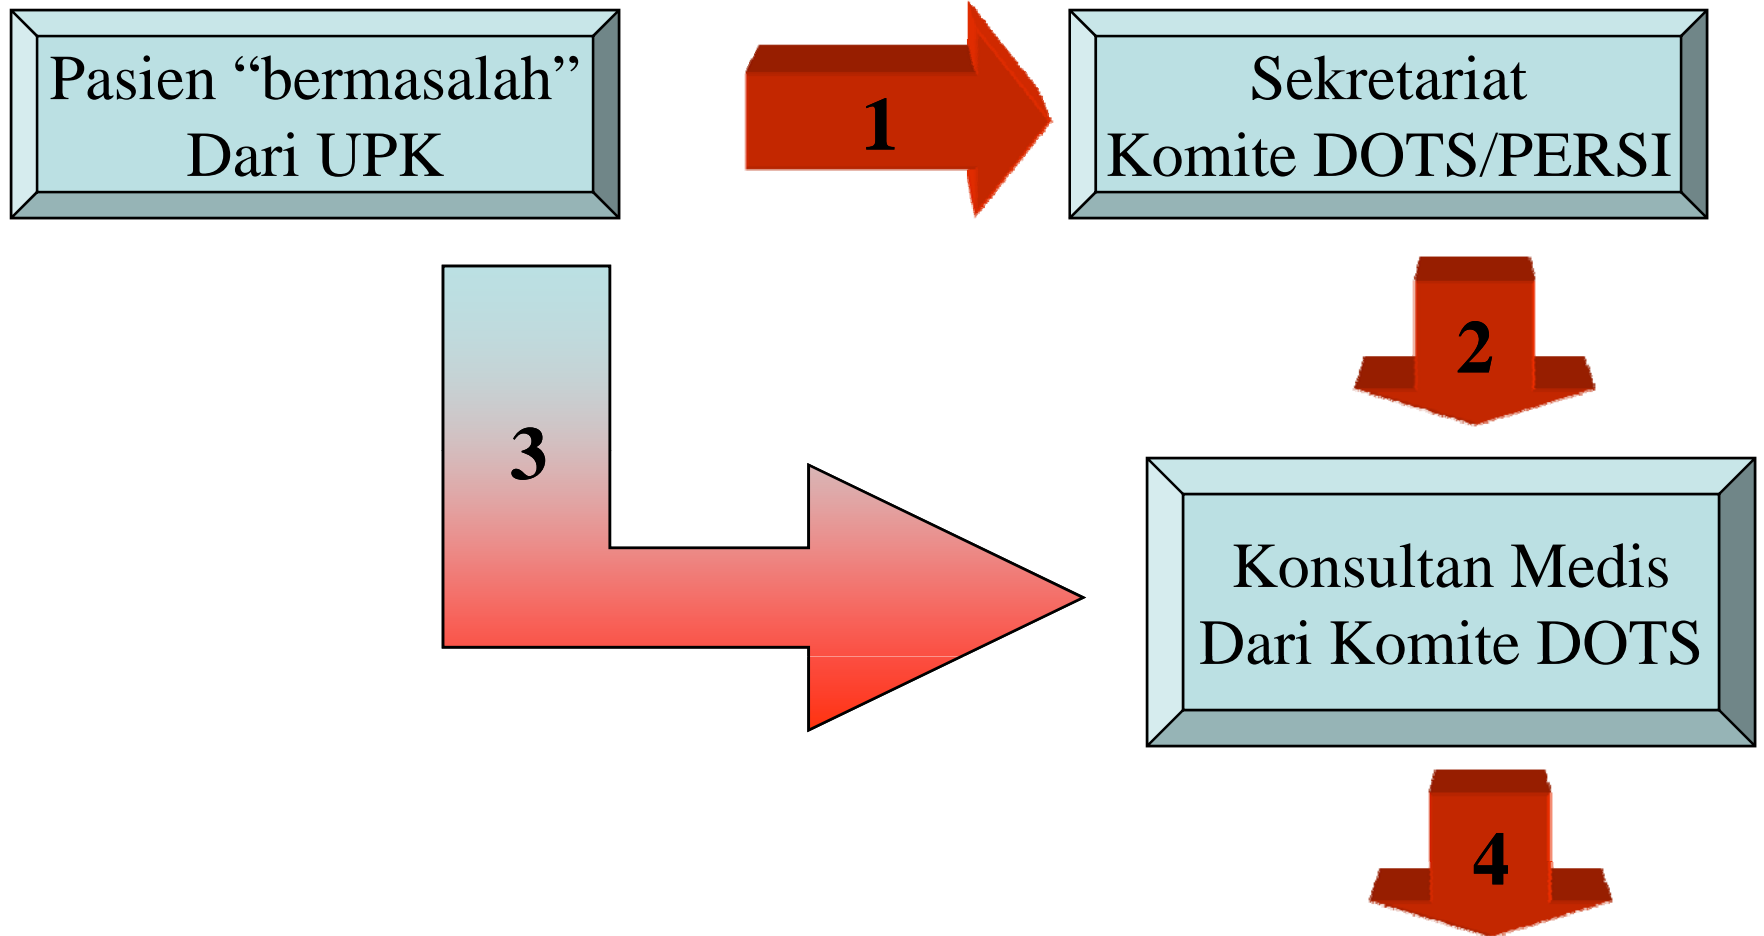 Pasien “bermasalah”
Dari UPK
1
Sekretariat
Komite DOTS/PERSI
2
3
Konsultan Medis
Dari Komite DOTS
4